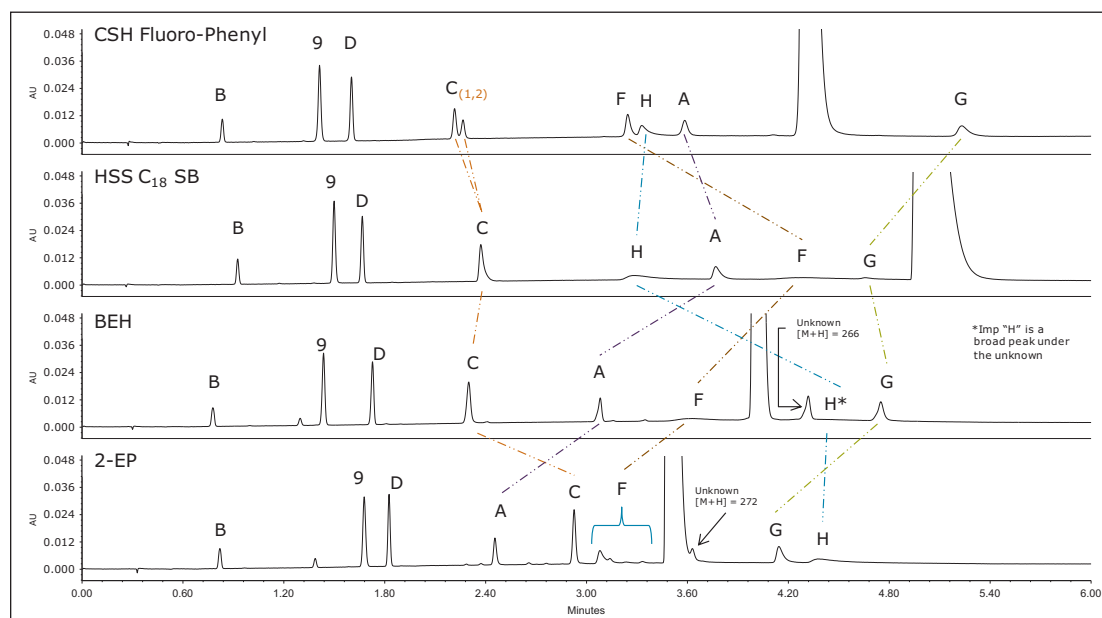 CSH Fluoro-Phenyl
AU
0.048
0.036
0.024
0.012
0.000
B
9
D
C(1,2)
F
H
A
G
HSS C18 SB
AU
0.048
0.036
0.024
0.012
0.000
B
9
D
C
H
A
F
G
BEH
AU
0.048
0.036
0.024
0.012
0.000
B
9
D
C
A
F
Unknown
[M+H] = 266
H*
G
*Imp “H” is a
broad peak under
the unknown
2-EP
AU
0.048
0.036
0.024
0.012
0.000
B
9
D
A
C
F
Unknown
[M+H] = 272
G
H
0.00 0.60 1.20 1.80 2.40 3.00 3.60 4.20 4.80 5.40 6.00
Minutes